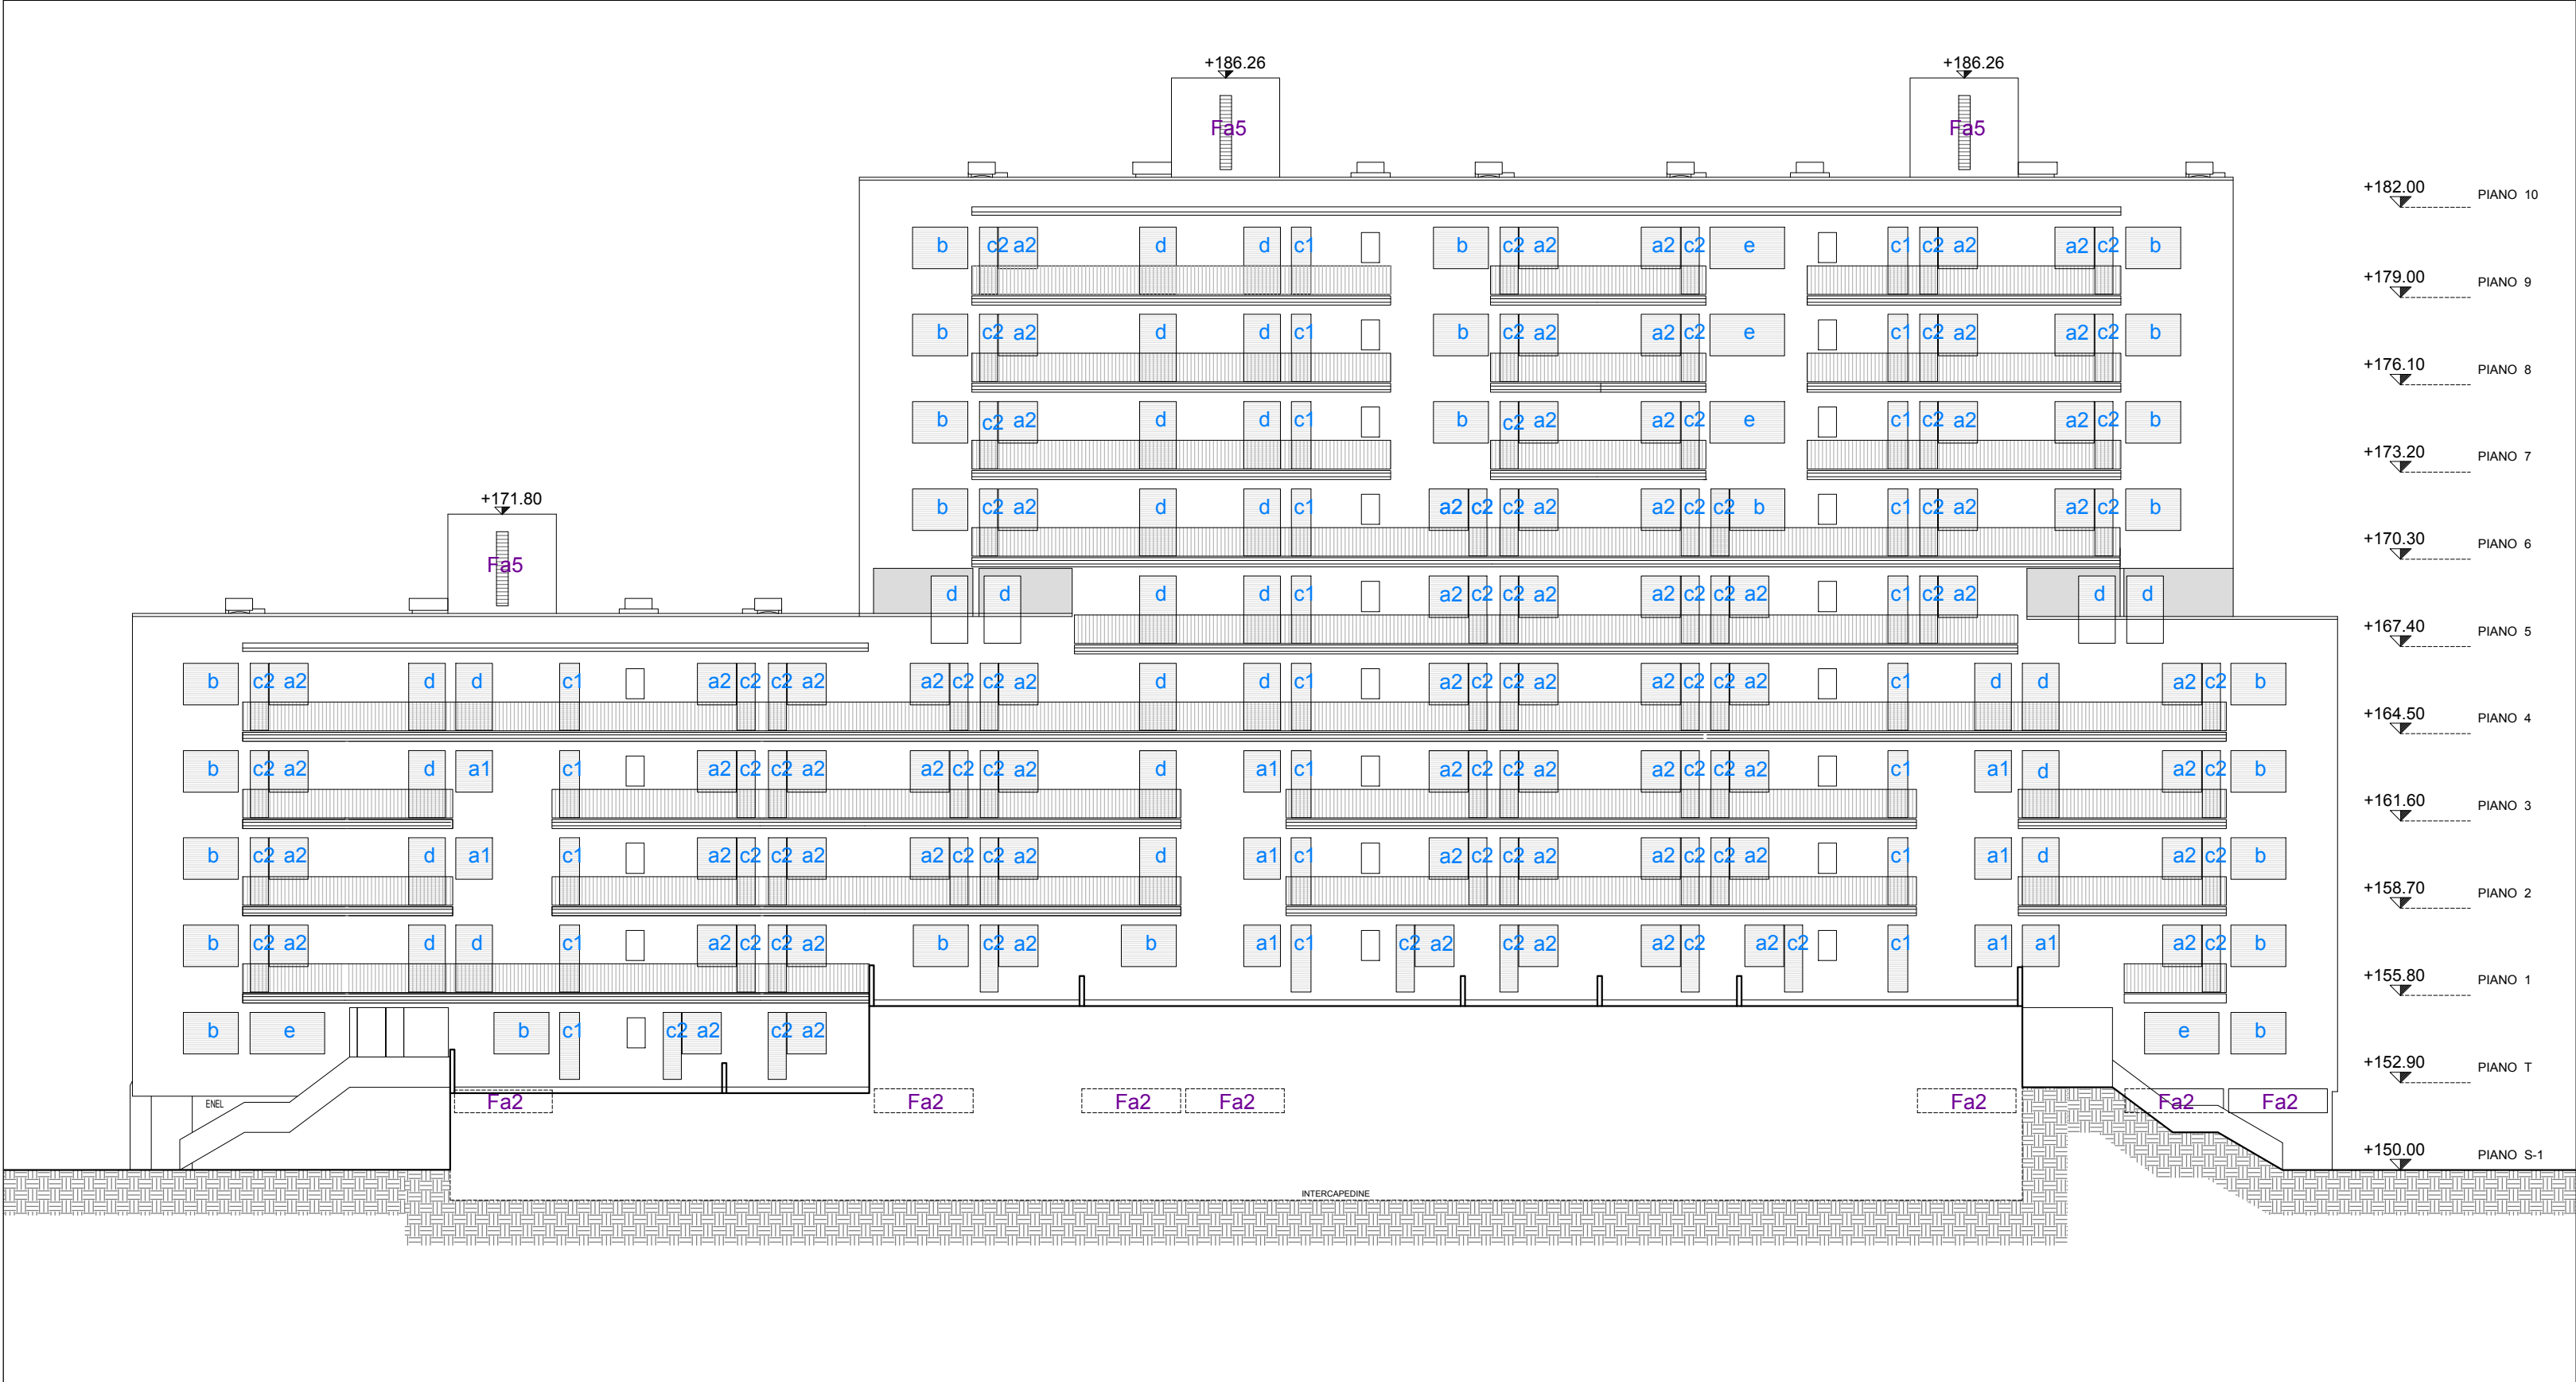 +186.26 +186.26
Fa5 Fa5
+182.00 PIANO 10
b c2 a2 d d c1 b c2 a2 a2 c2 e c1 c2 a2 a2 c2 b
+179.00 PIANO 9
b c2 a2 d d c1 b c2 a2 a2 c2 e c1 c2 a2 a2 c2 b
+176.10 PIANO 8
b c2 a2 d d c1 b c2 a2 a2 c2 e c1 c2 a2 a2 c2 b
+173.20 PIANO 7
+171.80
b c2 a2 d d c1 a2 c2 c2 a2 a2 c2 c2 b c1 c2 a2 a2 c2 b
+170.30 PIANO 6
Fa5
d d d d c1 a2 c2 c2 a2 a2 c2 c2 a2 c1 c2 a2 d d
+167.40 PIANO 5
b c2 a2 d d c1 a2 c2 c2 a2 a2 c2 c2 a2 d d c1 a2 c2 c2 a2 a2 c2 c2 a2 c1 d d a2 c2 b
+164.50 PIANO 4
b c2 a2 d a1 c1 a2 c2 c2 a2 a2 c2 c2 a2 d a1 c1 a2 c2 c2 a2 a2 c2 c2 a2 c1 a1 d a2 c2 b
+161.60 PIANO 3
b c2 a2 d a1 c1 a2 c2 c2 a2 a2 c2 c2 a2 d a1 c1 a2 c2 c2 a2 a2 c2 c2 a2 c1 a1 d a2 c2 b
+158.70 PIANO 2
b c2 a2 d d c1 a2 c2 c2 a2 b c2 a2 b a1 c1 c2 a2 c2 a2 a2 c2 a2 c2 c1 a1 a1 a2 c2 b
+155.80 PIANO 1
b e b c1 c2 a2 c2 a2 e b
+152.90 PIANO T
ENEL Fa2 Fa2 Fa2 Fa2 Fa2 Fa2 Fa2
+150.00 PIANO S-1
INTERCAPEDINE